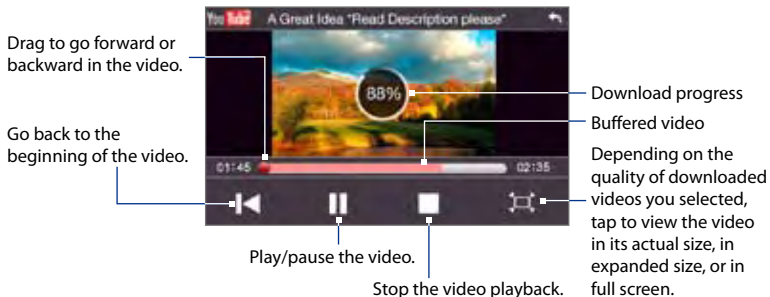 You Tube A Great Idea "Read Description please"
Drag to go forward or
backward in the video.
88%
Download progress
Buffered video
Go back to the
beginning of the video.
01:45
02:35
Depending on the
quality of downloaded
videos you selected,
tap to view the video
in its actual size, in
expanded size, or in
full screen.
Play/pause the video.
Stop the video playback.